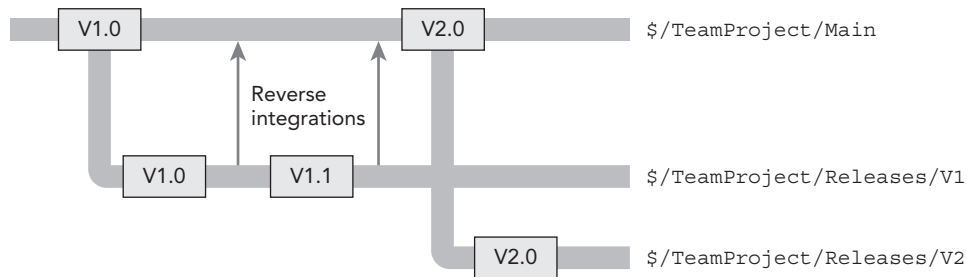 V1.0
V2.0
$/TeamProject/Main
Reverse
integrations
V1.0
V1.1
$/TeamProject/Releases/V1
V2.0
$/TeamProject/Releases/V2